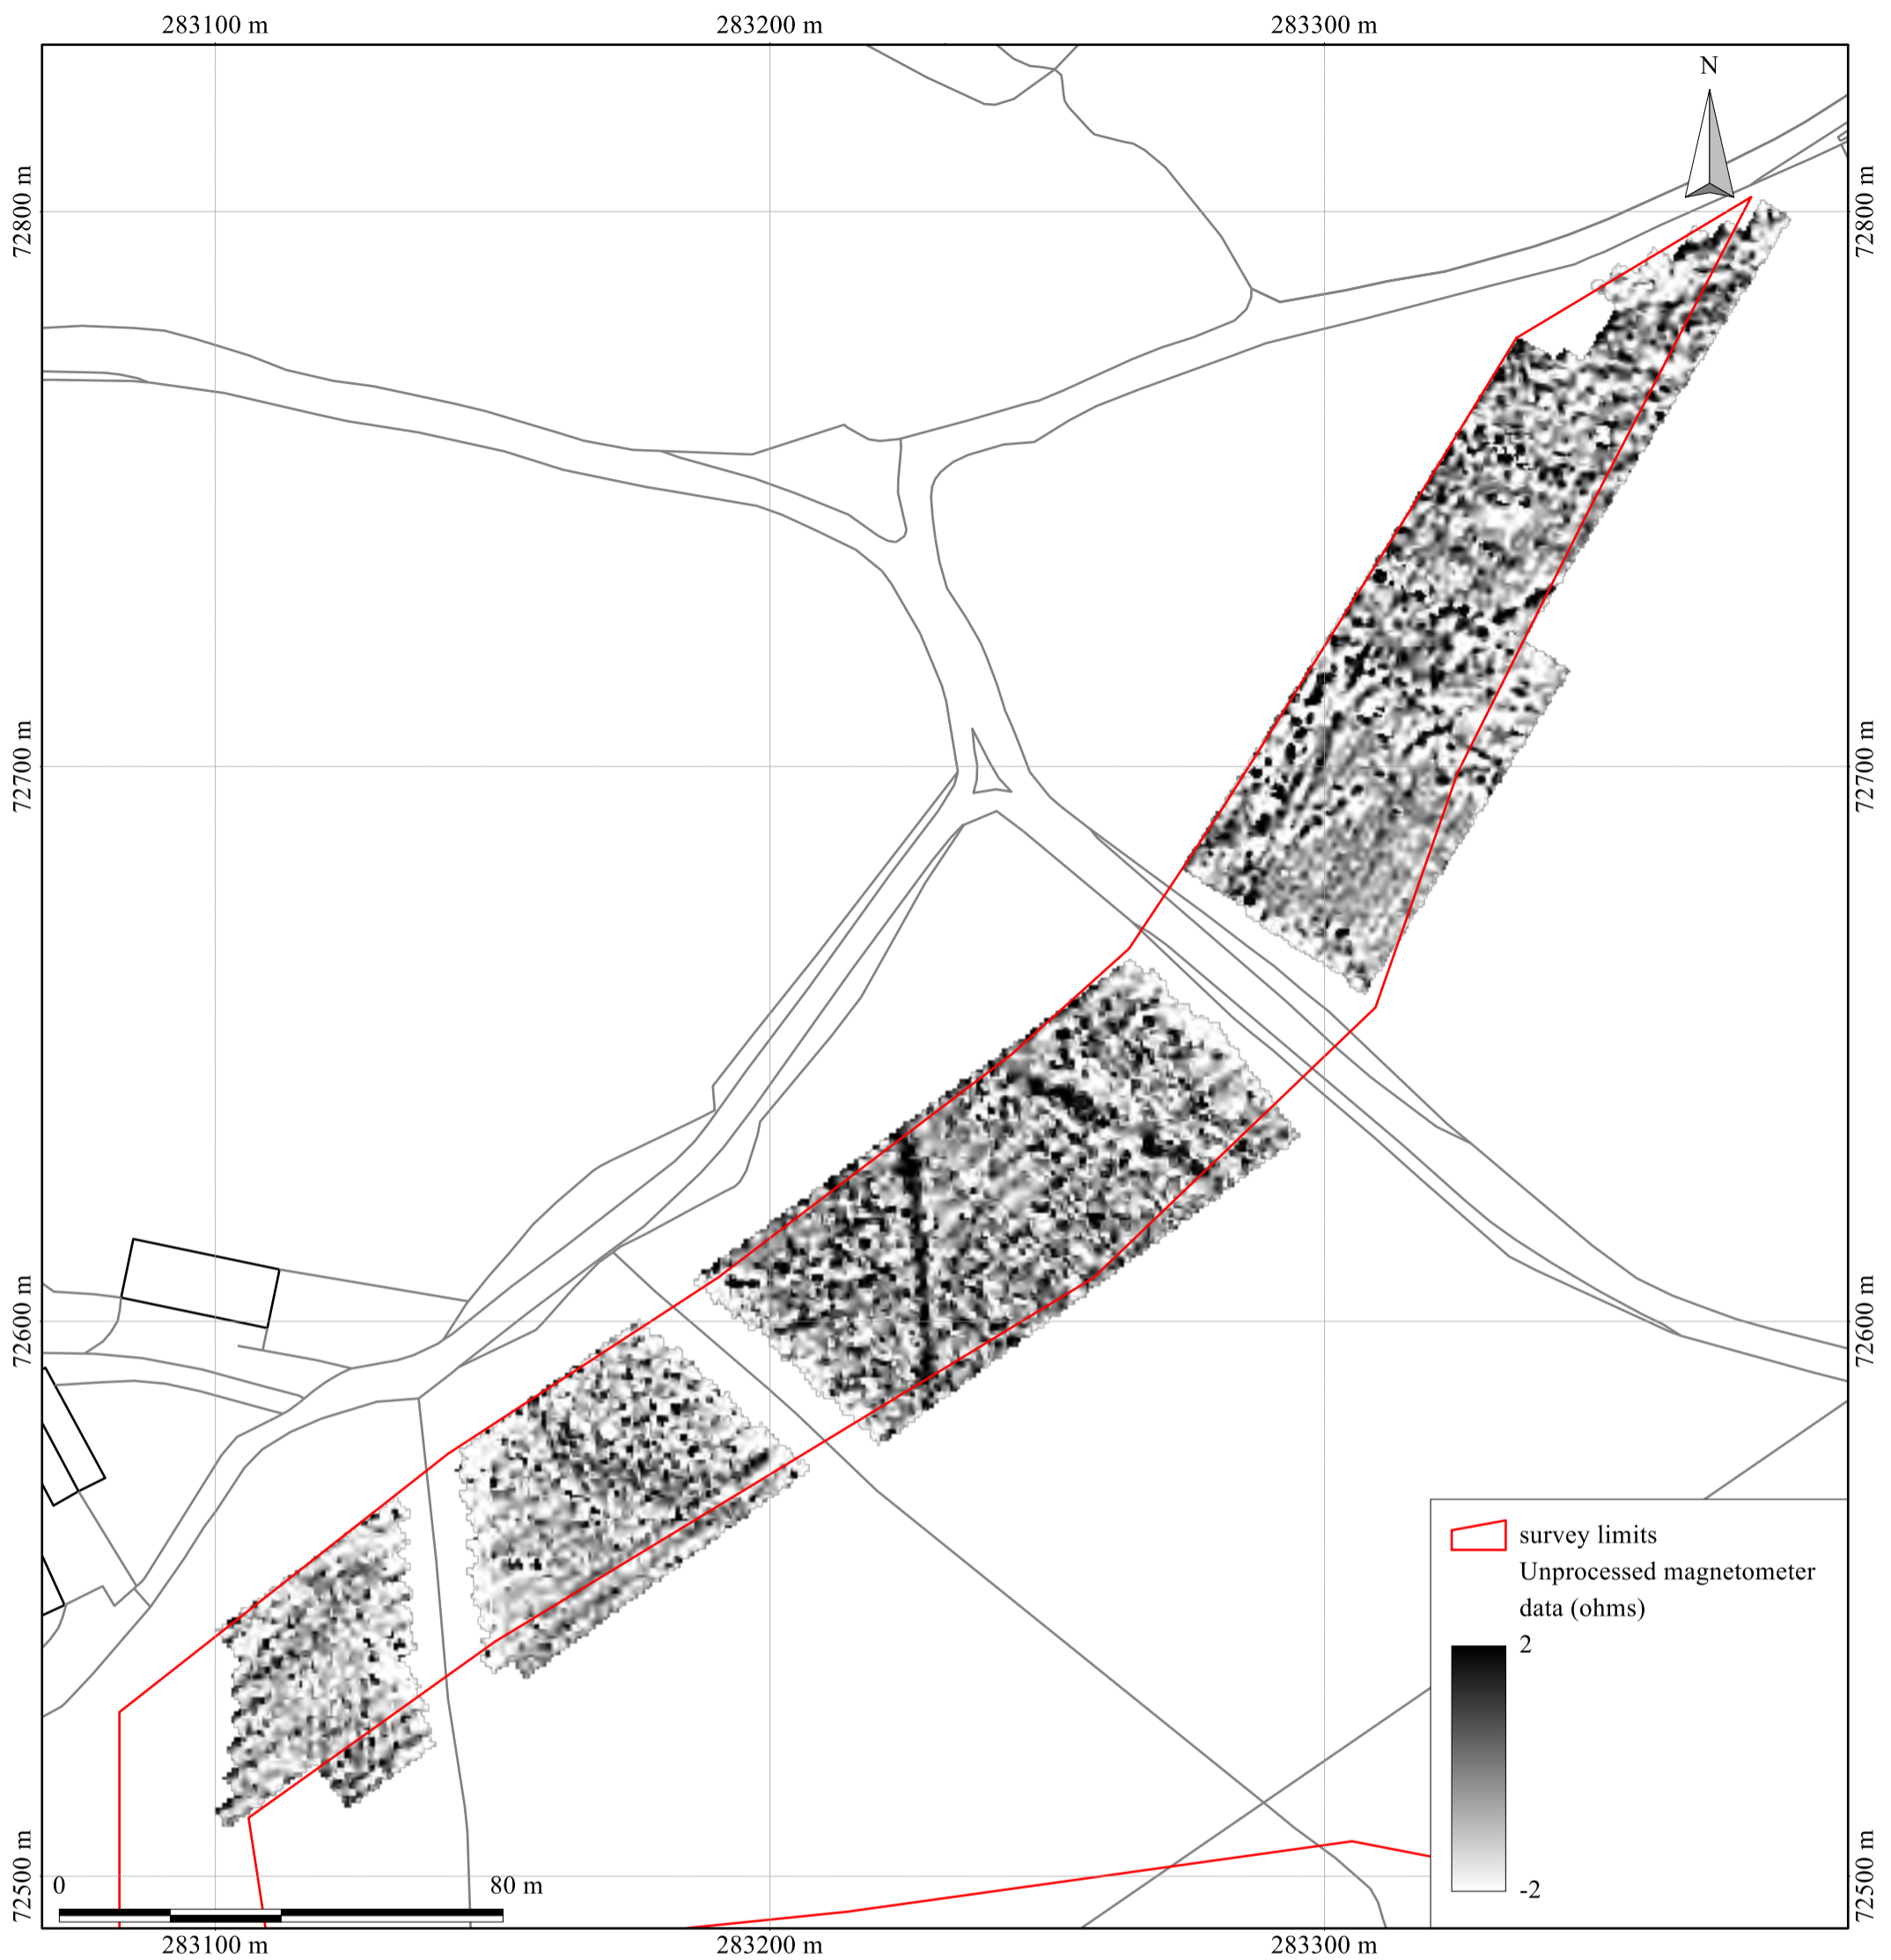 283100 m
283200 m
283300 m
N
72800 m
72800 m
72700 m
72700 m
72600 m
72600 m
survey limits
Unprocessed magnetometer
data (ohms)
2
-2
72500 m
72500 m
0
80 m
283100 m
283200 m
283300 m